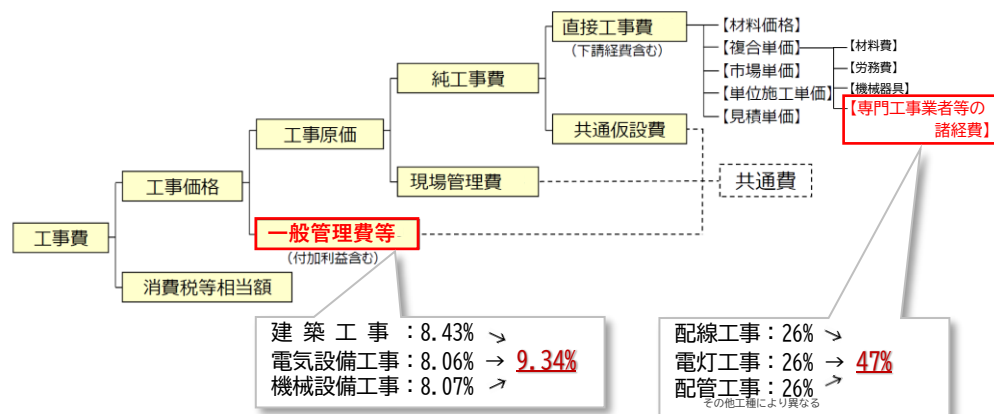 直接工事費
(下請経費含む)
【材料価格】
【複合単価】
【市場単価】
【単位施工単価】
【見積単価】
【材料費】
【労務費】
【機械器具】
【専門工事業者等の
諸経費】
純工事費
共通仮設費
工事原価
現場管理費
共通費
工事価格
一般管理費等
(付加利益含む)
工事費
消費税等相当額
建築工事:8.43%
電気設備工事:8.06% → 9.34%
機械設備工事:8.07%
配線工事:26%
電灯工事:26% → 47%
配管工事:26%
その他工種により異なる